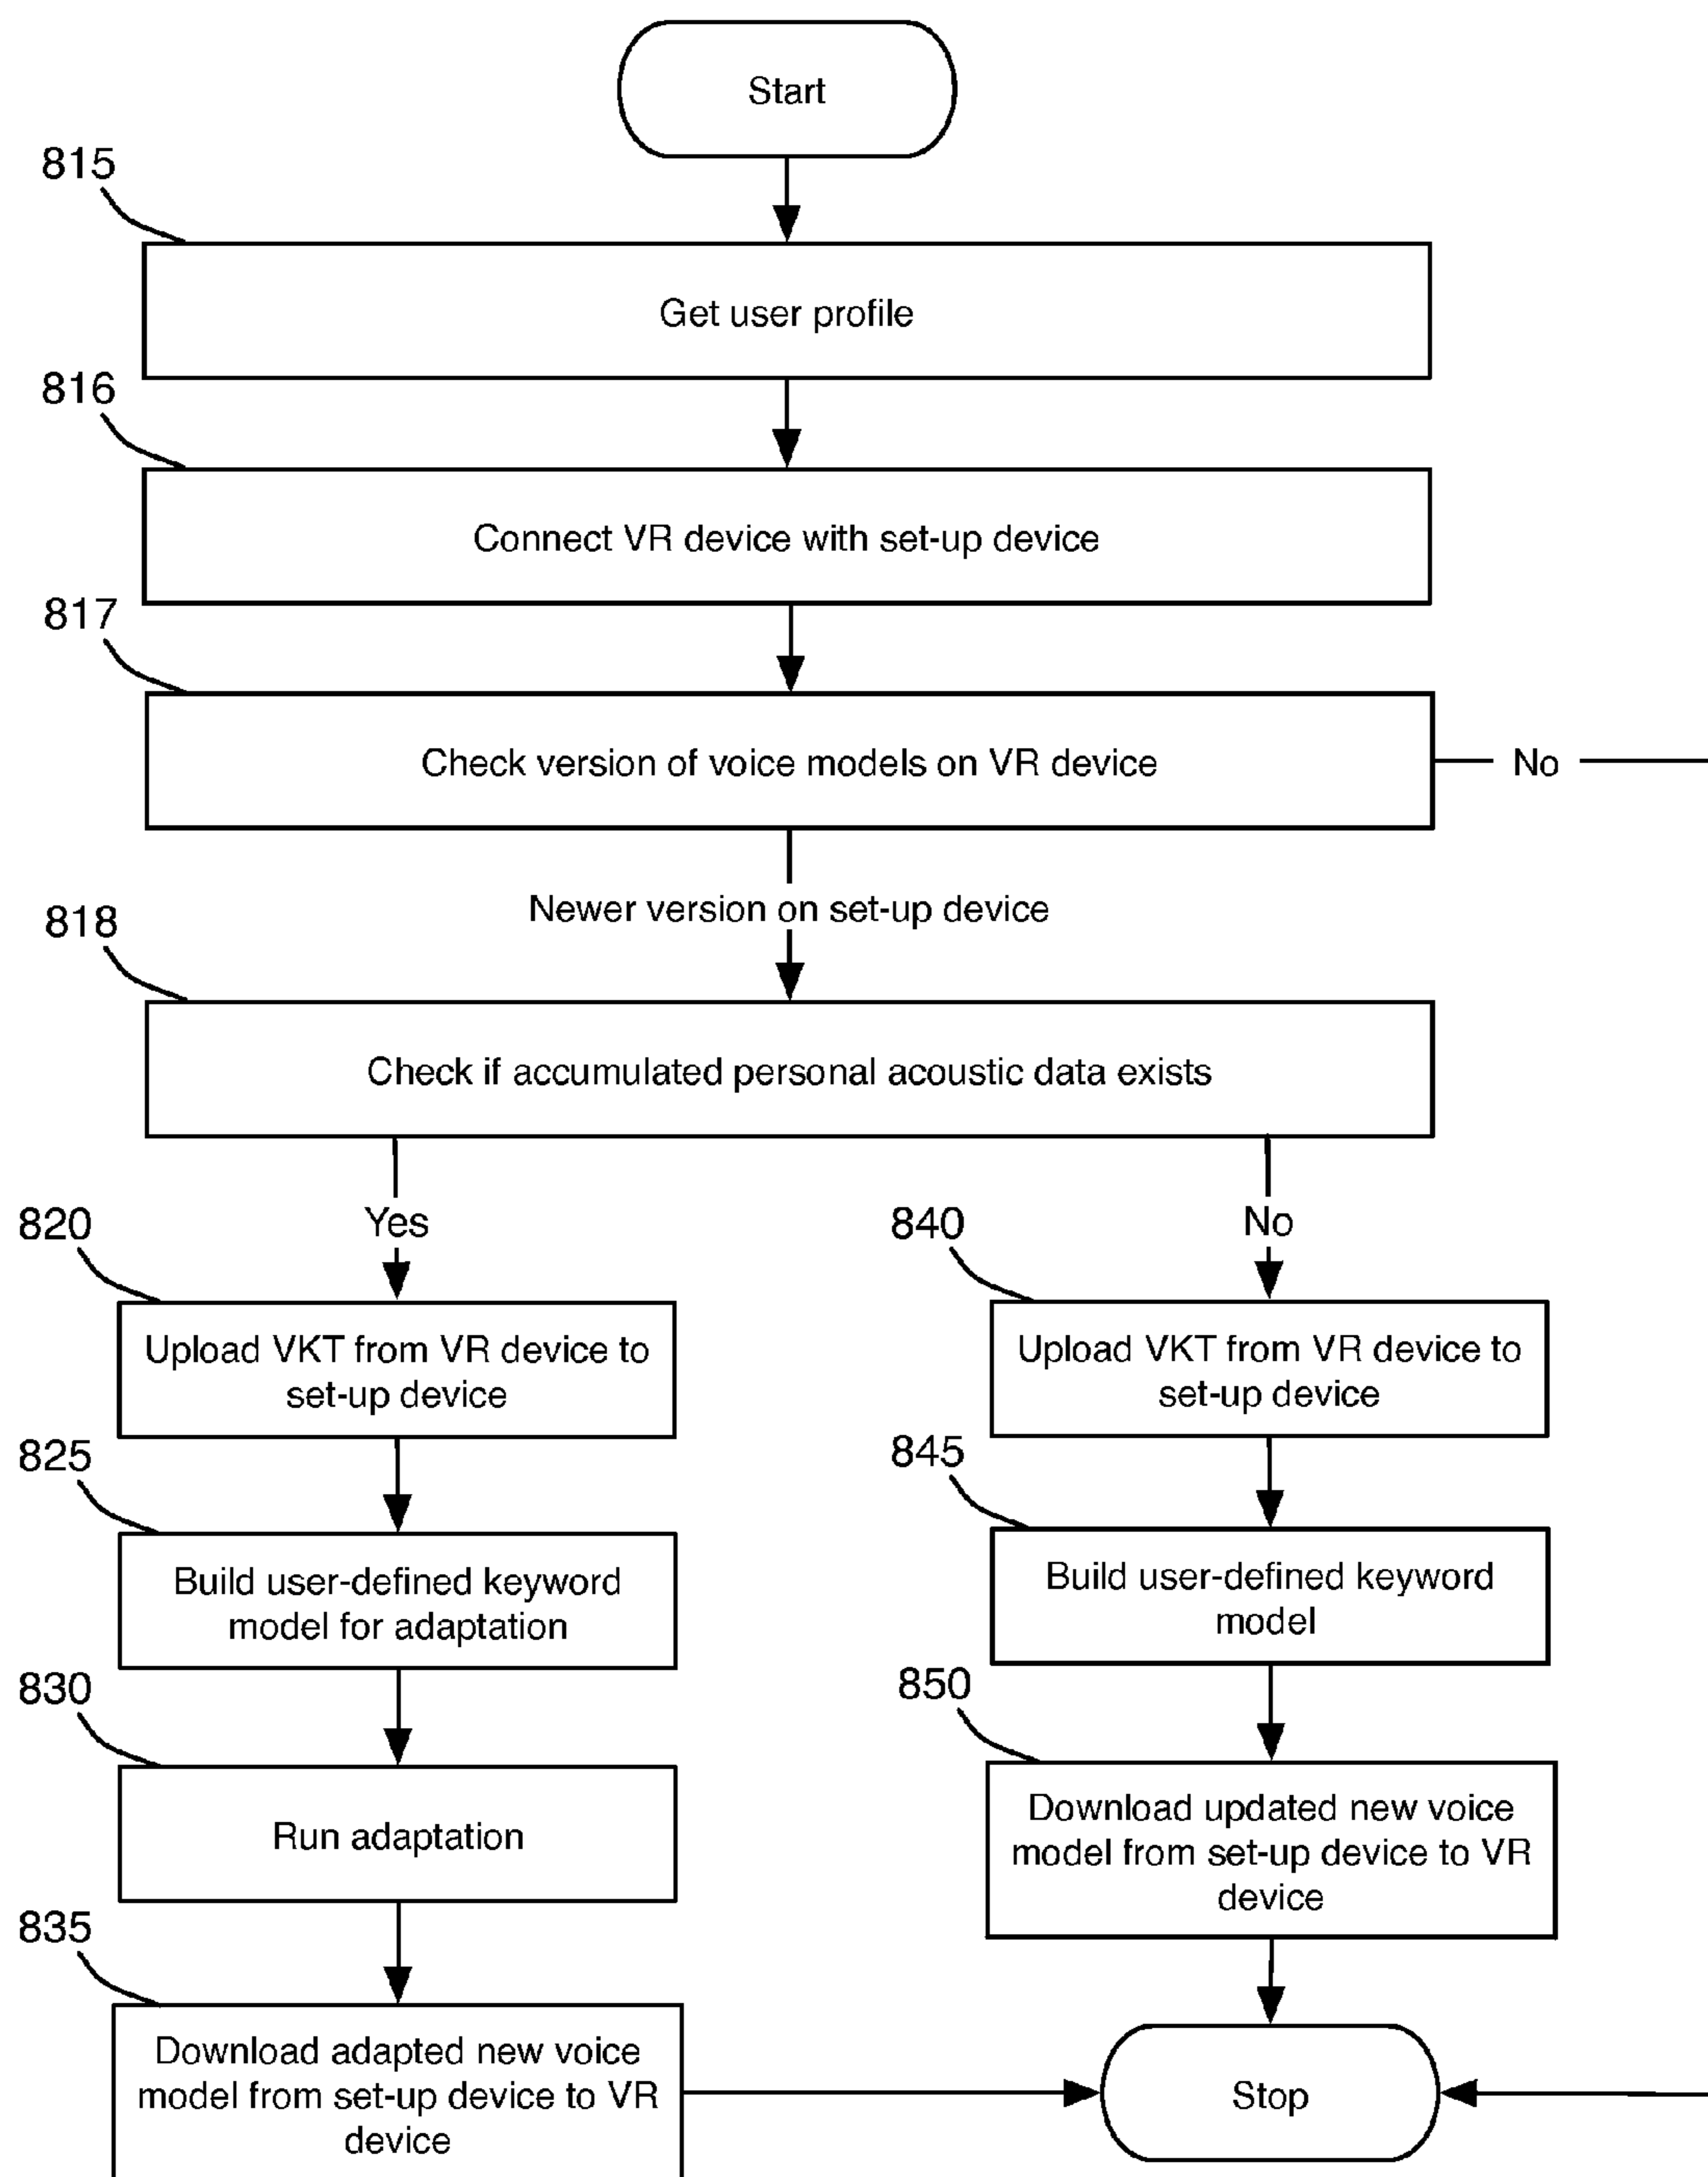 Start
815
Get user profile
816
Connect VR device with set-up device
817
Check version of voice models on VR device
No
Newer version on set-up device
818
Check if accumulated personal acoustic data exists
Yes
No
820
Upload VKT from VR device to
set-up device
840
Upload VKT from VR device to
set-up device
825
Build user-defined keyword
model for adaptation
845
Build user-defined keyword
model
830
Run adaptation
850
Download updated new voice
model from set-up device to VR
device
835
Download adapted new voice
model from set-up device to VR
device
Stop